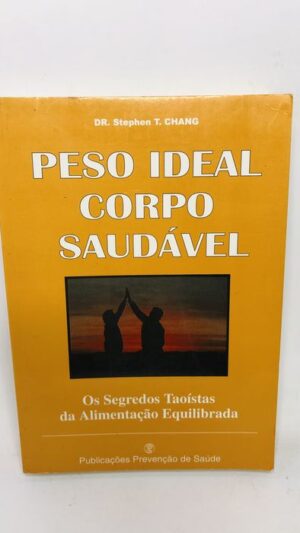 DR. Stephen T. CHANG
PESO IDEAL
CORPO
SAUDÁVEL
Os Segredos Taoístas
da Alimentação Equilibrada
Publicações Prevenção de Saúde